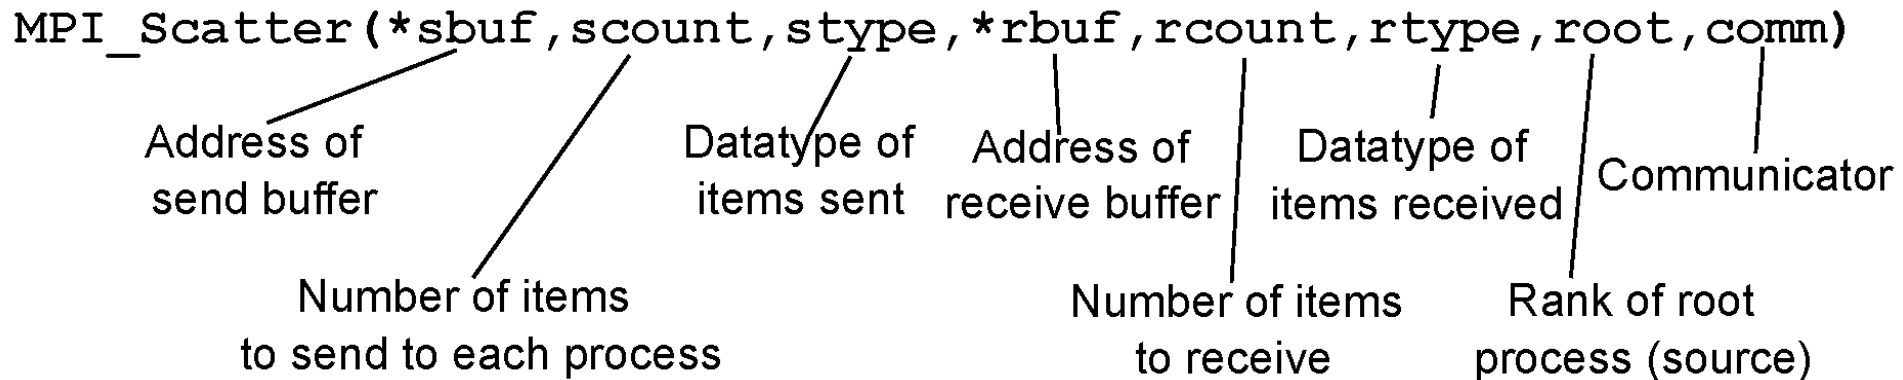 MPI_Scatter(*sbuf,scount,stype,*rbuf,rcount,rtype,root,comm)
Address of
send buffer
Datatype of
items sent
Address of
receive buffer
Datatype of
items received
Communicator
Number of items
to send to each process
Number of items
to receive
Rank of root
process (source)